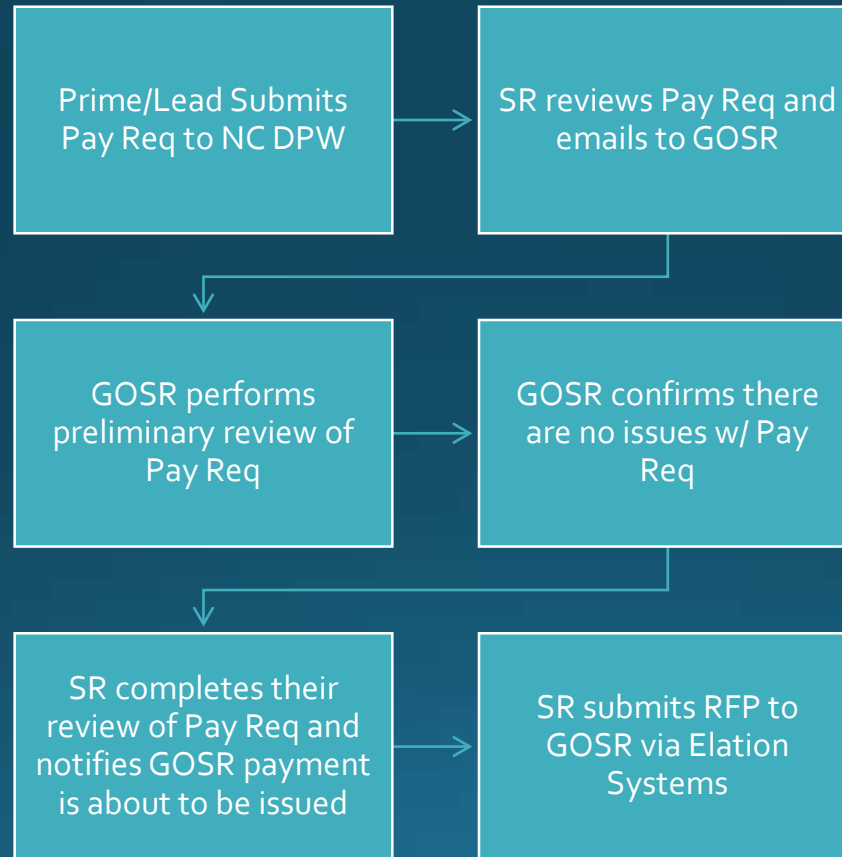 Prime/Lead Submits
Pay Req to NC DPW
SR reviews Pay Req and
emails to GOSR
GOSR performs
preliminary review of
Pay Req
GOSR confirms there
are no issues w/ Pay
Req
SR completes their
review of Pay Req and
notifies GOSR payment
is about to be issued
SR submits RFP to
GOSR via Elation
Systems